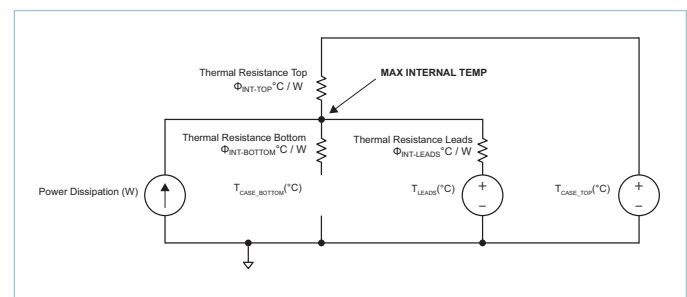 Thermal Resistance Top
MAX INTERNAL TEMP
ΦINT-TOP°C / W
Thermal Resistance Bottom
ΦINT-BOTTOM°C / W
Thermal Resistance Leads
ΦINT-LEADS°C / W
Power Dissipation (W)
TCASE_BOTTOM(°C)
TLEADS(°C)
+
–
TCASE_TOP(°C)
+
–